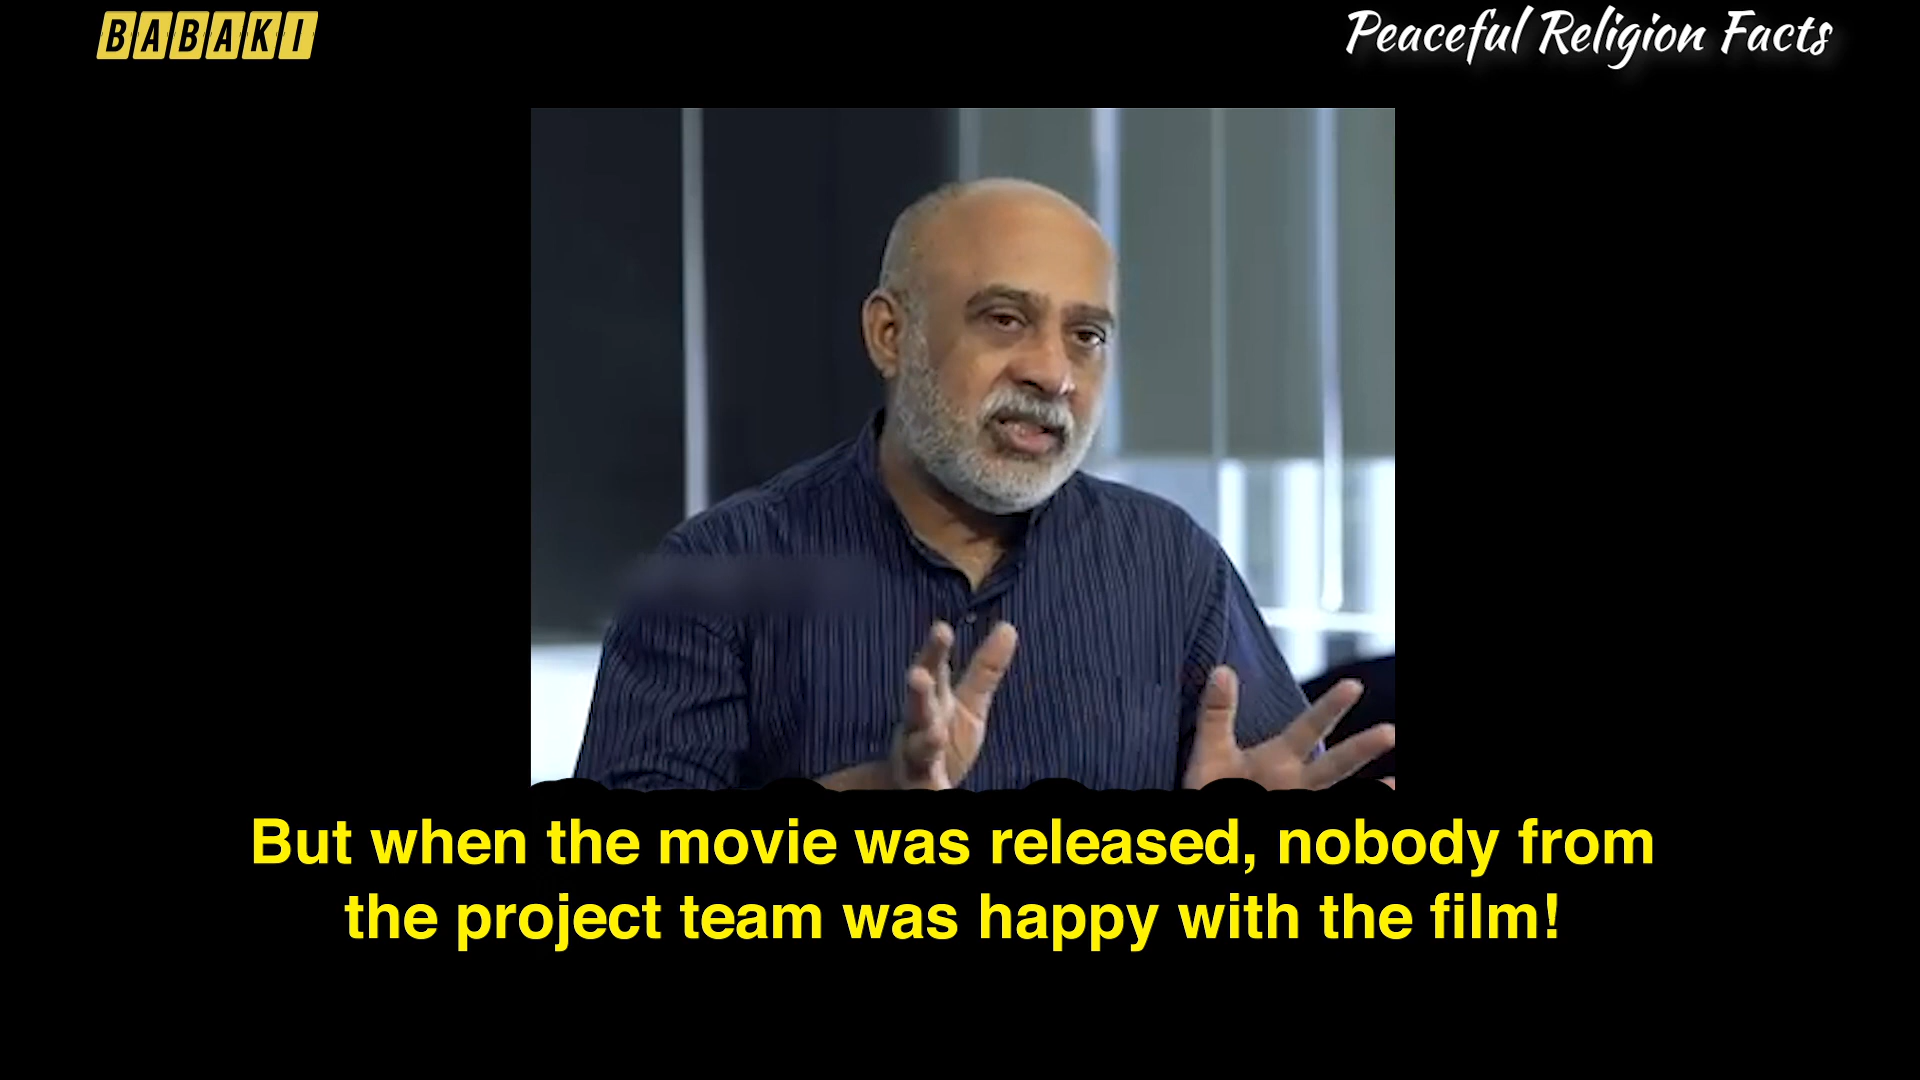 BABAKI
Peaceful Religion Facts
But when the movie was released, nobody from
the project team was happy with the film!